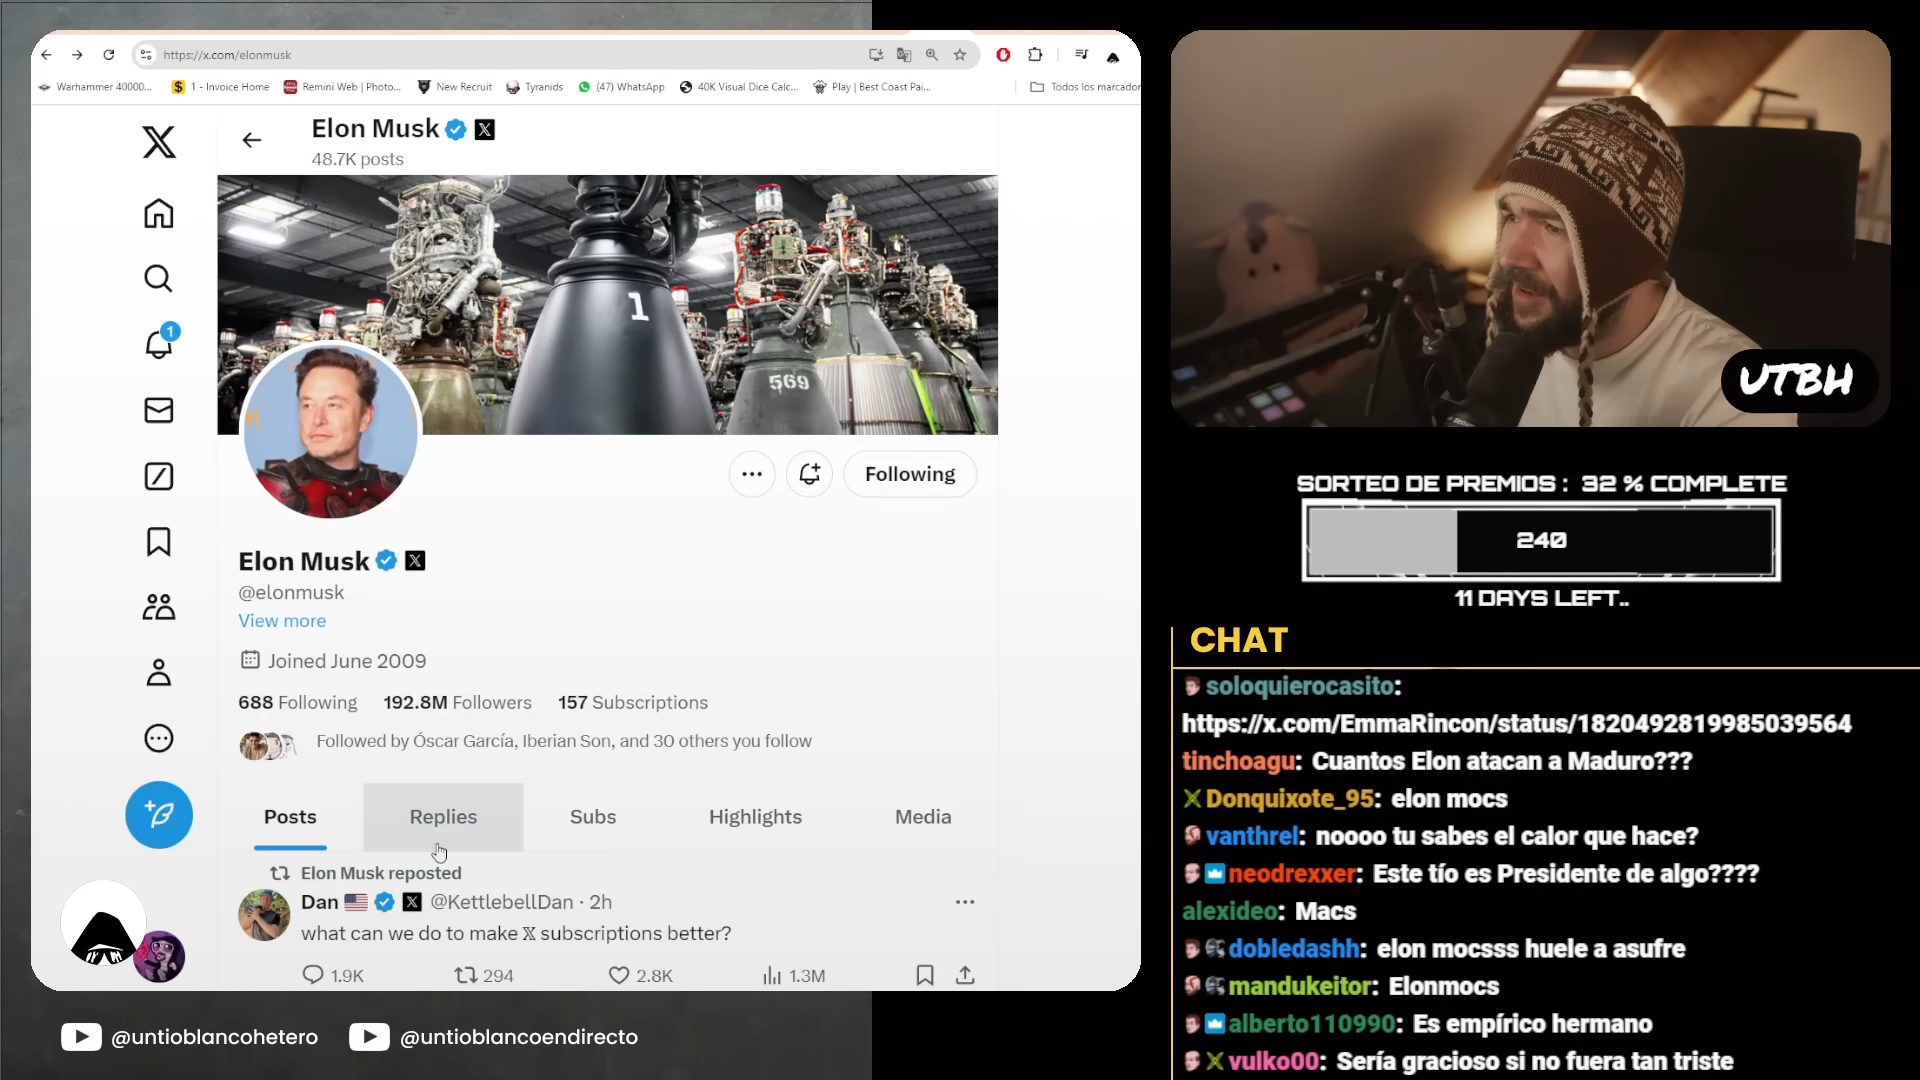 https://x.com/elonmusk
Warhammer 40000...
1 - Invoice Home
Remini Web | Photo...
New Recruit
Tyranids
(47) WhatsApp
40K Visual Dice Calc...
Play | Best Coast Pai...
Todos los marcador
Elon Musk
48.7K posts
1
569
1
Following
Elon Musk
@elonmusk
View more
Joined June 2009
688 Following 192.8M Followers 157 Subscriptions
Followed by Óscar García, Iberian Son, and 30 others you follow
Posts
Replies
Subs
Highlights
Media
Elon Musk reposted
Dan @KettlebellDan · 2h
what can we do to make 𝕏 subscriptions better?
1.9K
294
2.8K
1.3M
@untioblancohetero
@untioblancoendirecto
UTBH
SORTEO DE PREMIOS : 32 % COMPLETE
240
11 DAYS LEFT..
CHAT
soloquierocasito:
https://x.com/EmmaRincon/status/1820492819985039564
tinchoagu: Cuantos Elon atacan a Maduro???
Donquixote_95: elon mocs
vanthrel: noooo tu sabes el calor que hace?
neodrexxer: Este tío es Presidente de algo????
alexideo: Macs
dobledashh: elon mocsss huele a asufre
mandukeitor: Elonmocs
alberto110990: Es empírico hermano
vulko00: Sería gracioso si no fuera tan triste